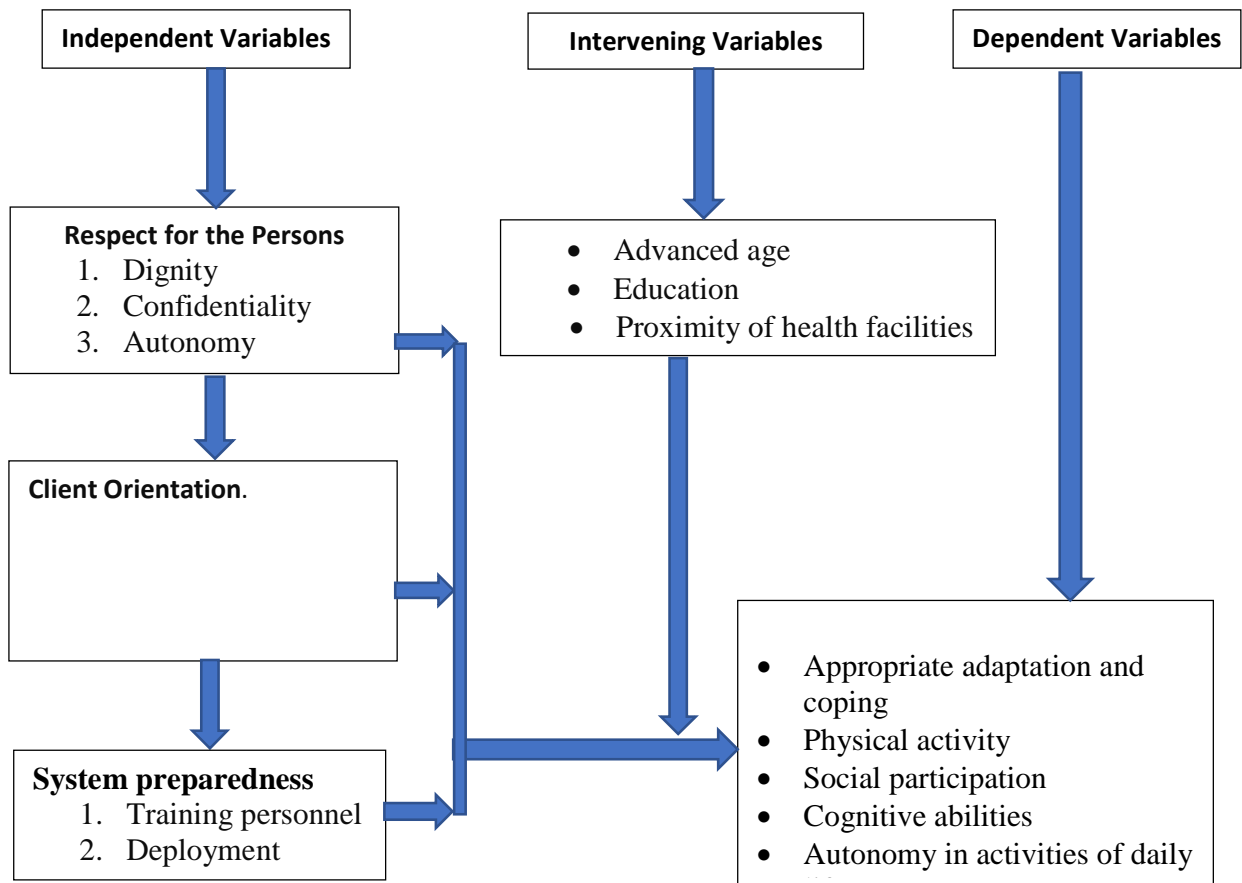 Independent Variables
Intervening Variables
Dependent Variables
Respect for the Persons
1. Dignity
2. Confidentiality
3. Autonomy
• Advanced age
• Education
• Proximity of health facilities
Client Orientation.
System preparedness
1. Training personnel
2. Deployment
• Appropriate adaptation and
coping
• Physical activity
• Social participation
• Cognitive abilities
• Autonomy in activities of daily